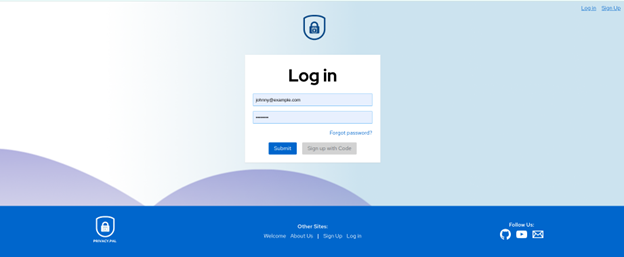 Log in Sign Up
Log in
johnny@example.com
••••••••
Forgot password?
Submit Sign up with Code
PRIVACY-PAL
Other Sites:
Welcome About Us | Sign Up Log In
Follow Us: